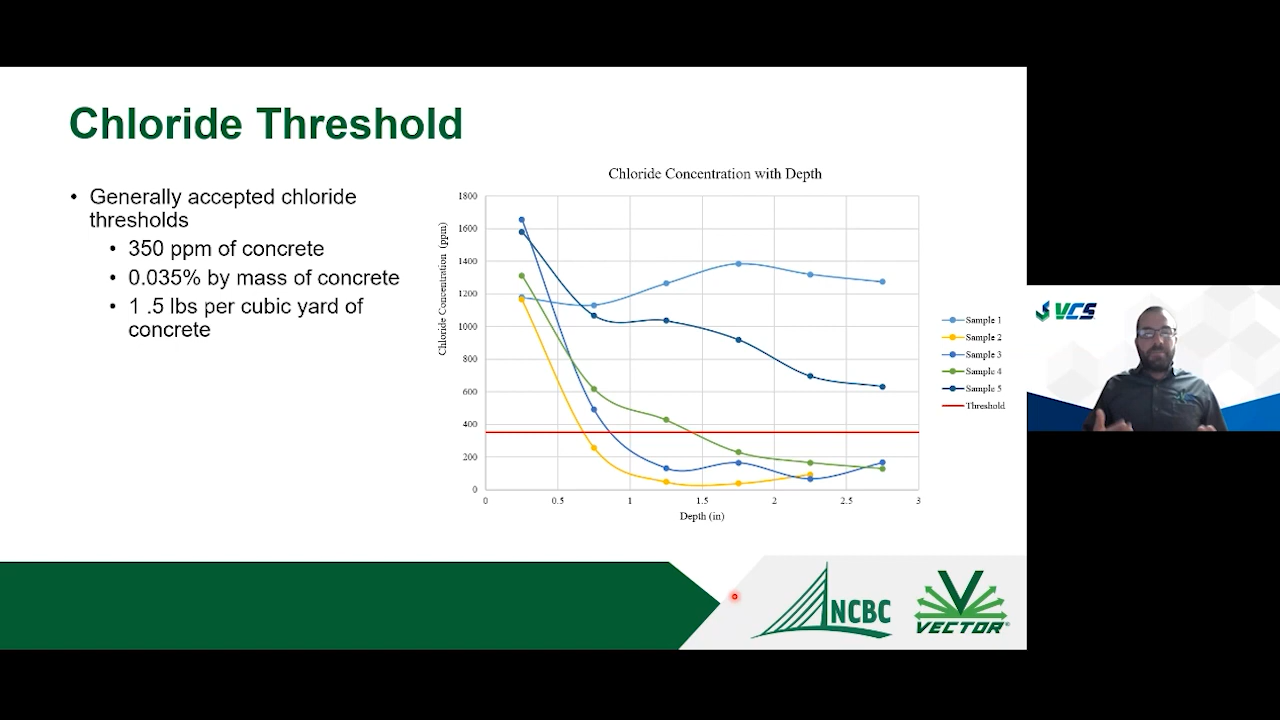 Chloride Threshold
• Generally accepted chloride
thresholds
• 350 ppm of concrete
• 0.035% by mass of concrete
• 1 .5 lbs per cubic yard of
concrete
Chloride Concentration with Depth
Chloride Concentration (ppm)
1800
1600
1400
1200
1000
800
600
400
200
0
0 0.5 1 1.5 2 2.5 3
Depth (in)
Sample 1
Sample 2
Sample 3
Sample 4
Sample 5
Threshold
VCS
NCBC
VECTOR®